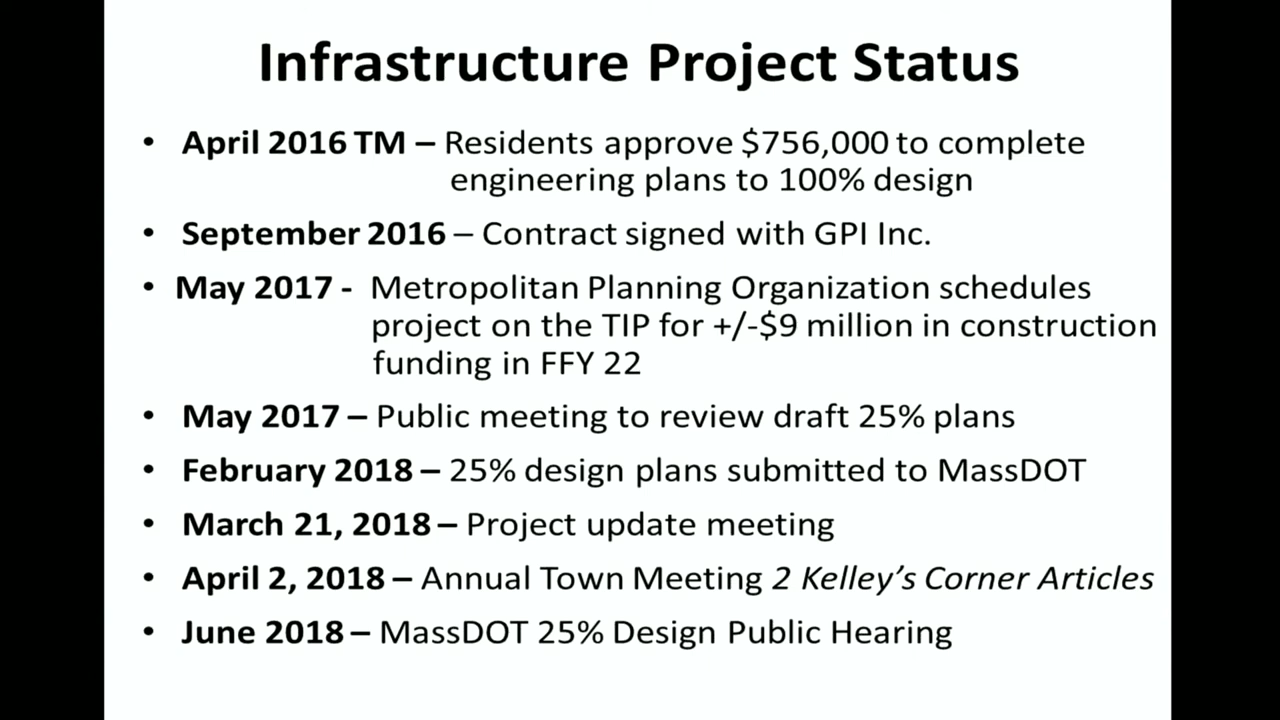 Infrastructure Project Status
• April 2016 TM – Residents approve $756,000 to complete
engineering plans to 100% design
• September 2016 – Contract signed with GPI Inc.
• May 2017 - Metropolitan Planning Organization schedules
project on the TIP for +/-$9 million in construction
funding in FFY 22
• May 2017 – Public meeting to review draft 25% plans
• February 2018 – 25% design plans submitted to MassDOT
• March 21, 2018 – Project update meeting
• April 2, 2018 – Annual Town Meeting 2 Kelley’s Corner Articles
• June 2018 – MassDOT 25% Design Public Hearing